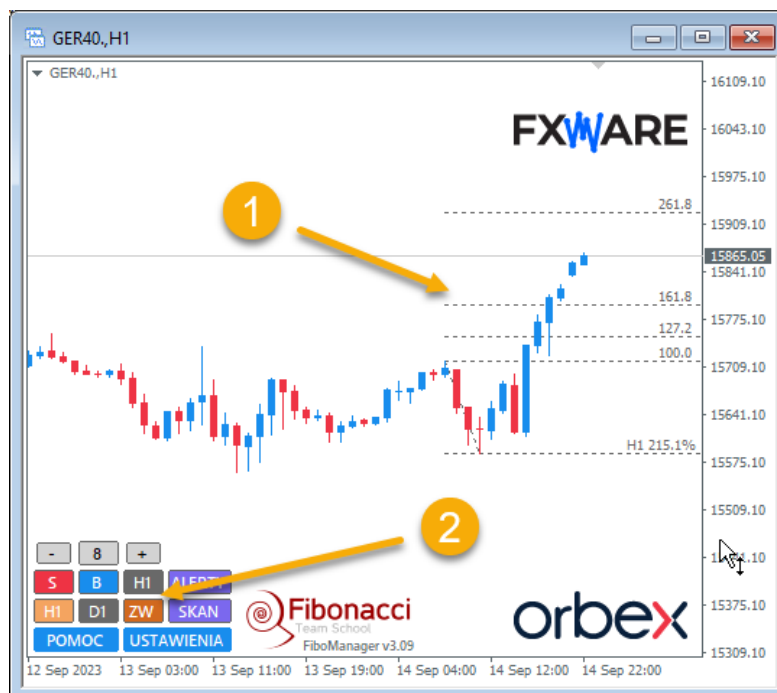 GER40.,H1
GER40.,H1
16109.10
FXWARE
16043.10
15975.10
1
261.8
15909.10
15865.05
15841.10
161.8
15775.10
127.2
100.0
15709.10
15641.10
H1 215.1%
15575.10
15509.10
2
- 8 +
S B H1
H1 D1 ZW SKAN
POMOC USTAWIENIA
Fibonacci
Team School
FiboManager v3.09
orbex
15375.10
15309.10
12 Sep 2023 13 Sep 03:00 13 Sep 11:00 13 Sep 19:00 14 Sep 04:00 14 Sep 12:00 14 Sep 22:00